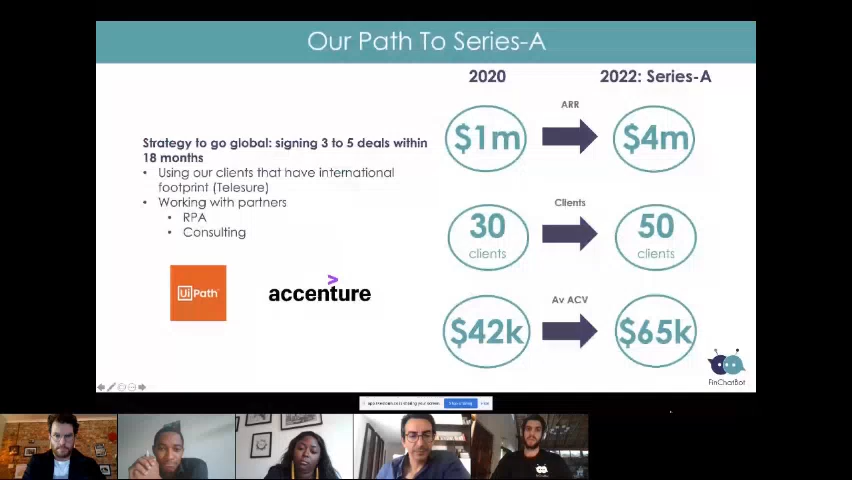 Our Path To Series-A
2020
2022: Series-A
ARR
$1m
$4m
Strategy to go global: signing 3 to 5 deals within
18 months
• Using our clients that have international
footprint (Telesure)
• Working with partners
• RPA
• Consulting
Clients
30
clients
50
clients
UiPath
accenture
Av ACV
$42k
$65k
FinChatBot